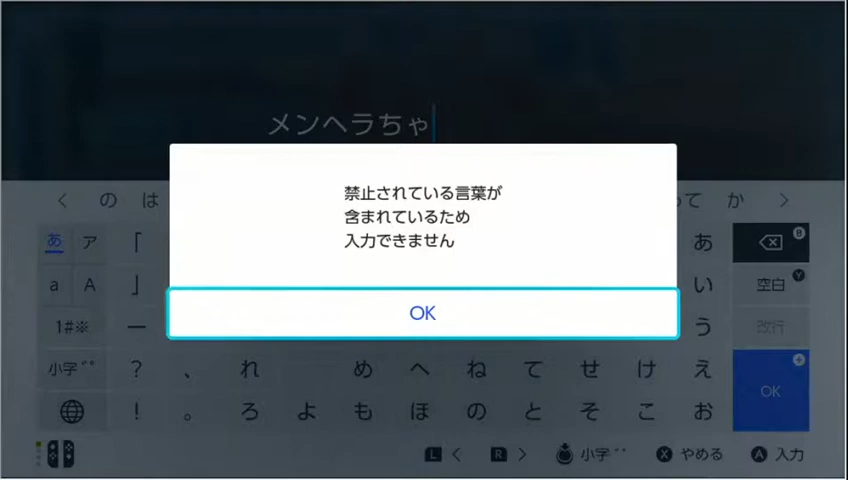 メンヘラちゃ
禁止されている言葉が
含まれているため
入力できません
OK
< の は って か >
あ ア 「 あ B
a A 」 い 空白 Y
1#※ ー う 改行
小字゛゜ ? 、 れ め へ ね て せ け え OK +
! 。 ろ よ も ほ の と そ こ お
L < R > 小字゛゜ X やめる A 入力